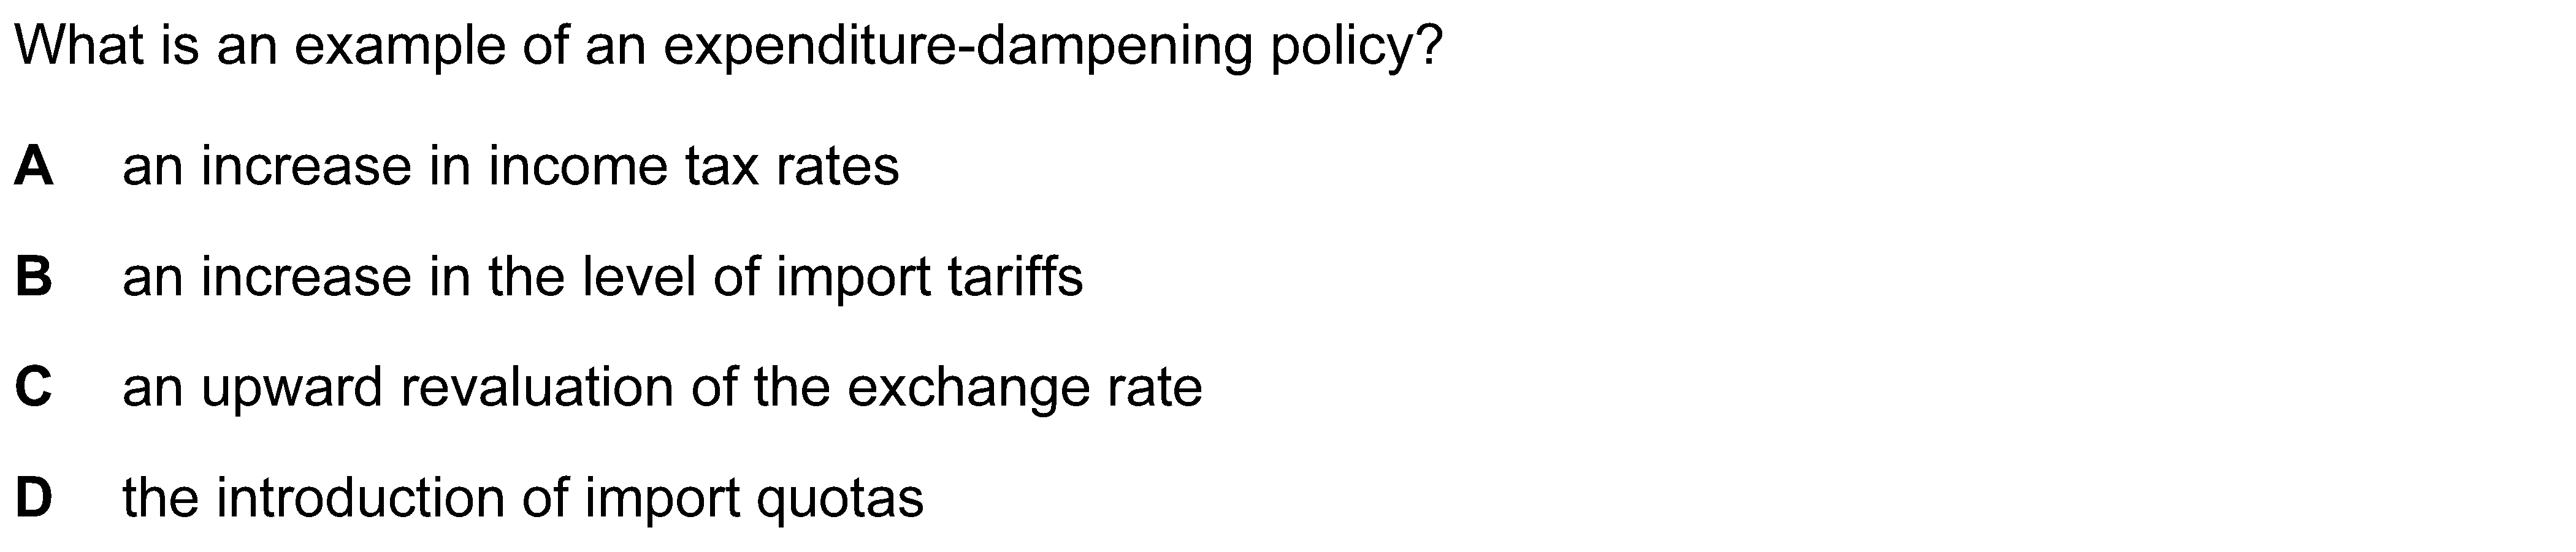 What is an example of an expenditure-dampening policy?
A an increase in income tax rates
B an increase in the level of import tariffs
C an upward revaluation of the exchange rate
D the introduction of import quotas